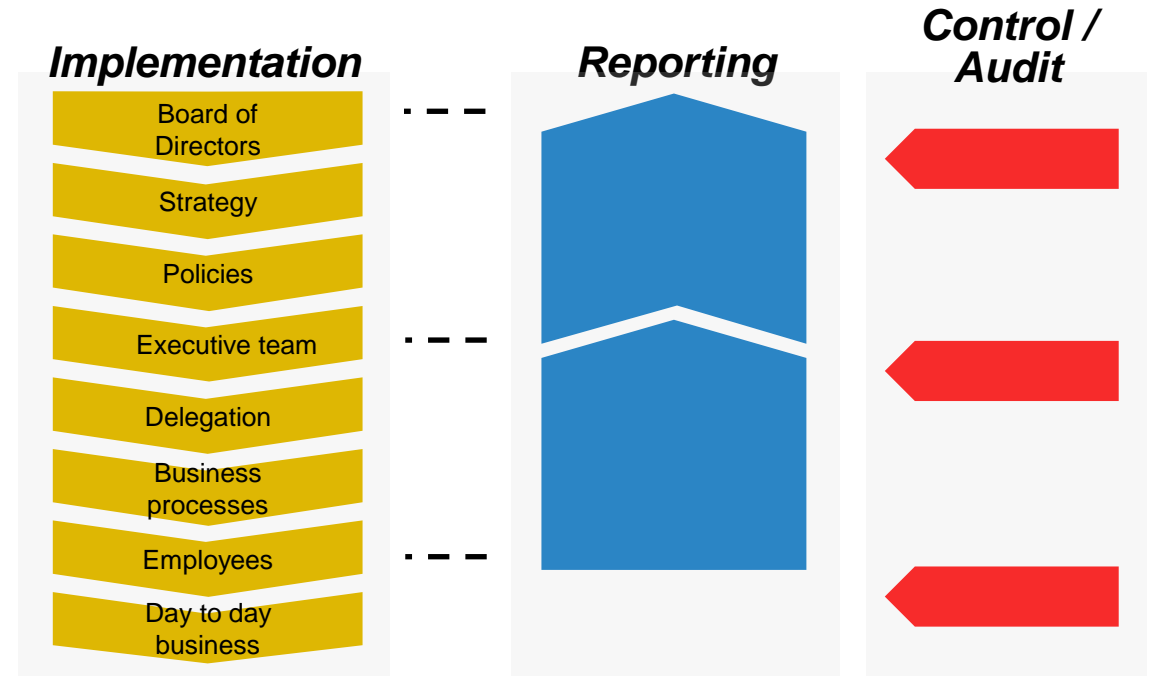 Implementation
Reporting
Control /
Audit
Board of
Directors
Strategy
Policies
Executive team
Delegation
Business
processes
Employees
Day to day
business